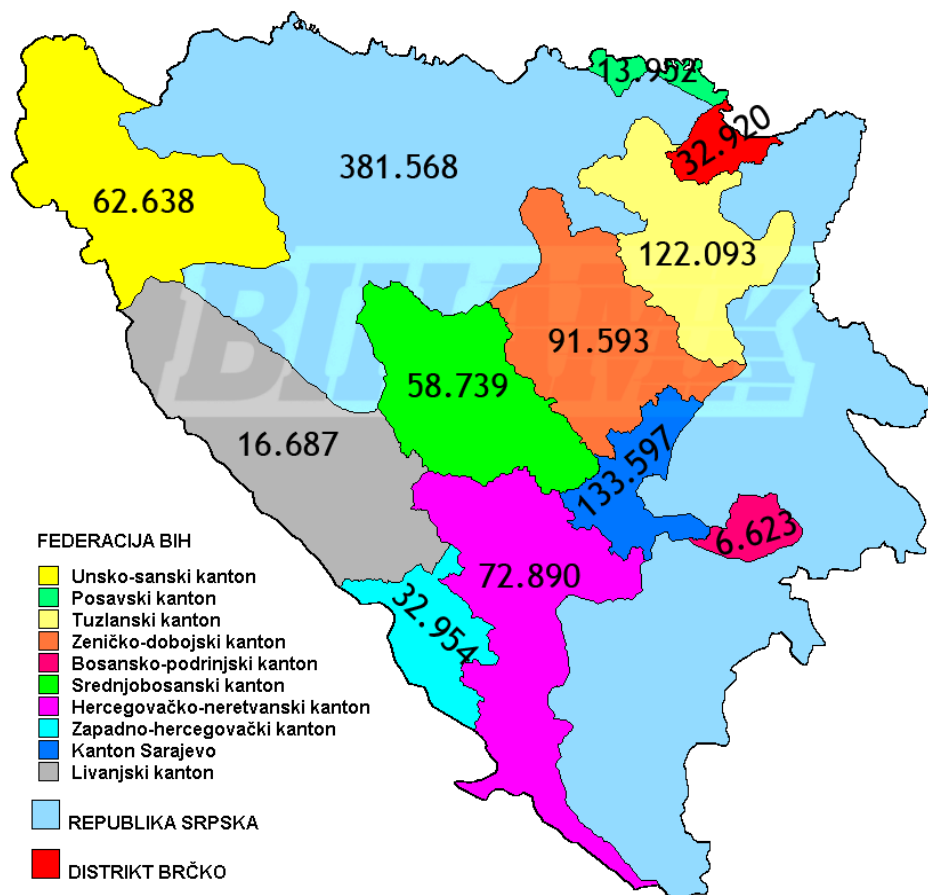 13.952
32.920
381.568
62.638
122.093
BIHAMK
91.593
58.739
16.687
133.597
6.623
72.890
32.954
FEDERACIJA BIH
Unsko-sanski kanton
Posavski kanton
Tuzlanski kanton
Zeničko-dobojski kanton
Bosansko-podrinjski kanton
Srednjobosanski kanton
Hercegovačko-neretvanski kanton
Zapadno-hercegovački kanton
Kanton Sarajevo
Livanjski kanton
REPUBLIKA SRPSKA
DISTRIKT BRČKO